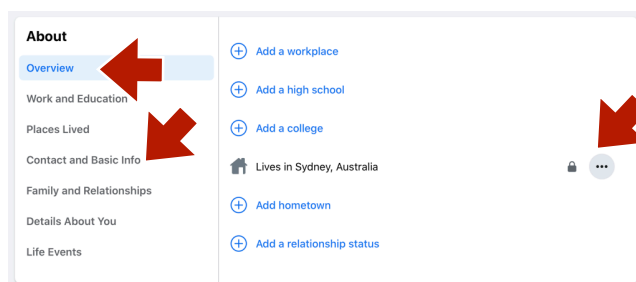 About
Overview
Work and Education
Places Lived
Contact and Basic Info
Family and Relationships
Details About You
Life Events
Add a workplace
Add a high school
Add a college
Lives in Sydney, Australia
Add hometown
Add a relationship status